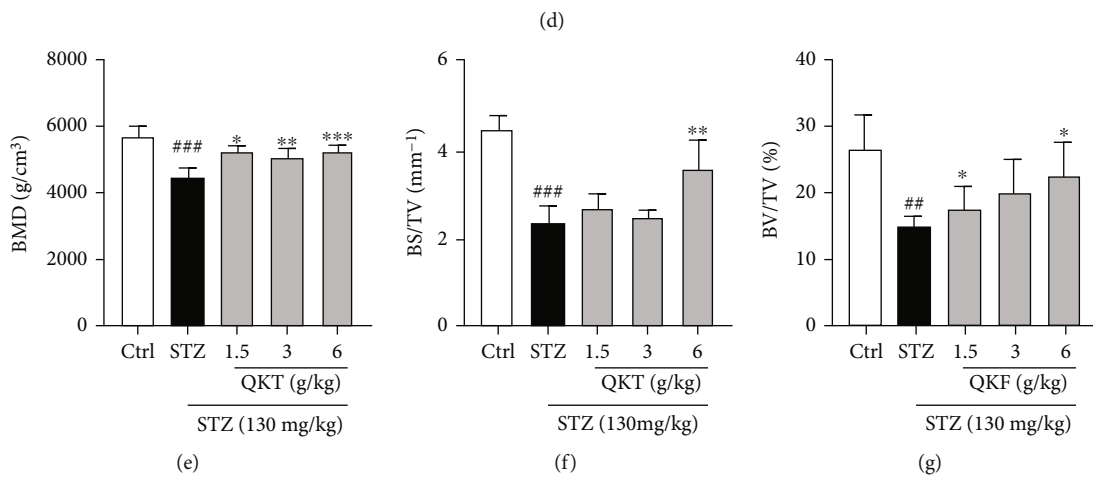 (d)
BMD (g/cm³)
8000
6000
4000
2000
0
###
*
**
***
Ctrl STZ 1.5 3 6
QKT (g/kg)
STZ (130 mg/kg)
(e)
BS/TV (mm⁻¹)
6
4
2
0
###
**
Ctrl STZ 1.5 3 6
QKT (g/kg)
STZ (130mg/kg)
(f)
BV/TV (%)
40
30
20
10
0
##
*
*
Ctrl STZ 1.5 3 6
QKF (g/kg)
STZ (130 mg/kg)
(g)